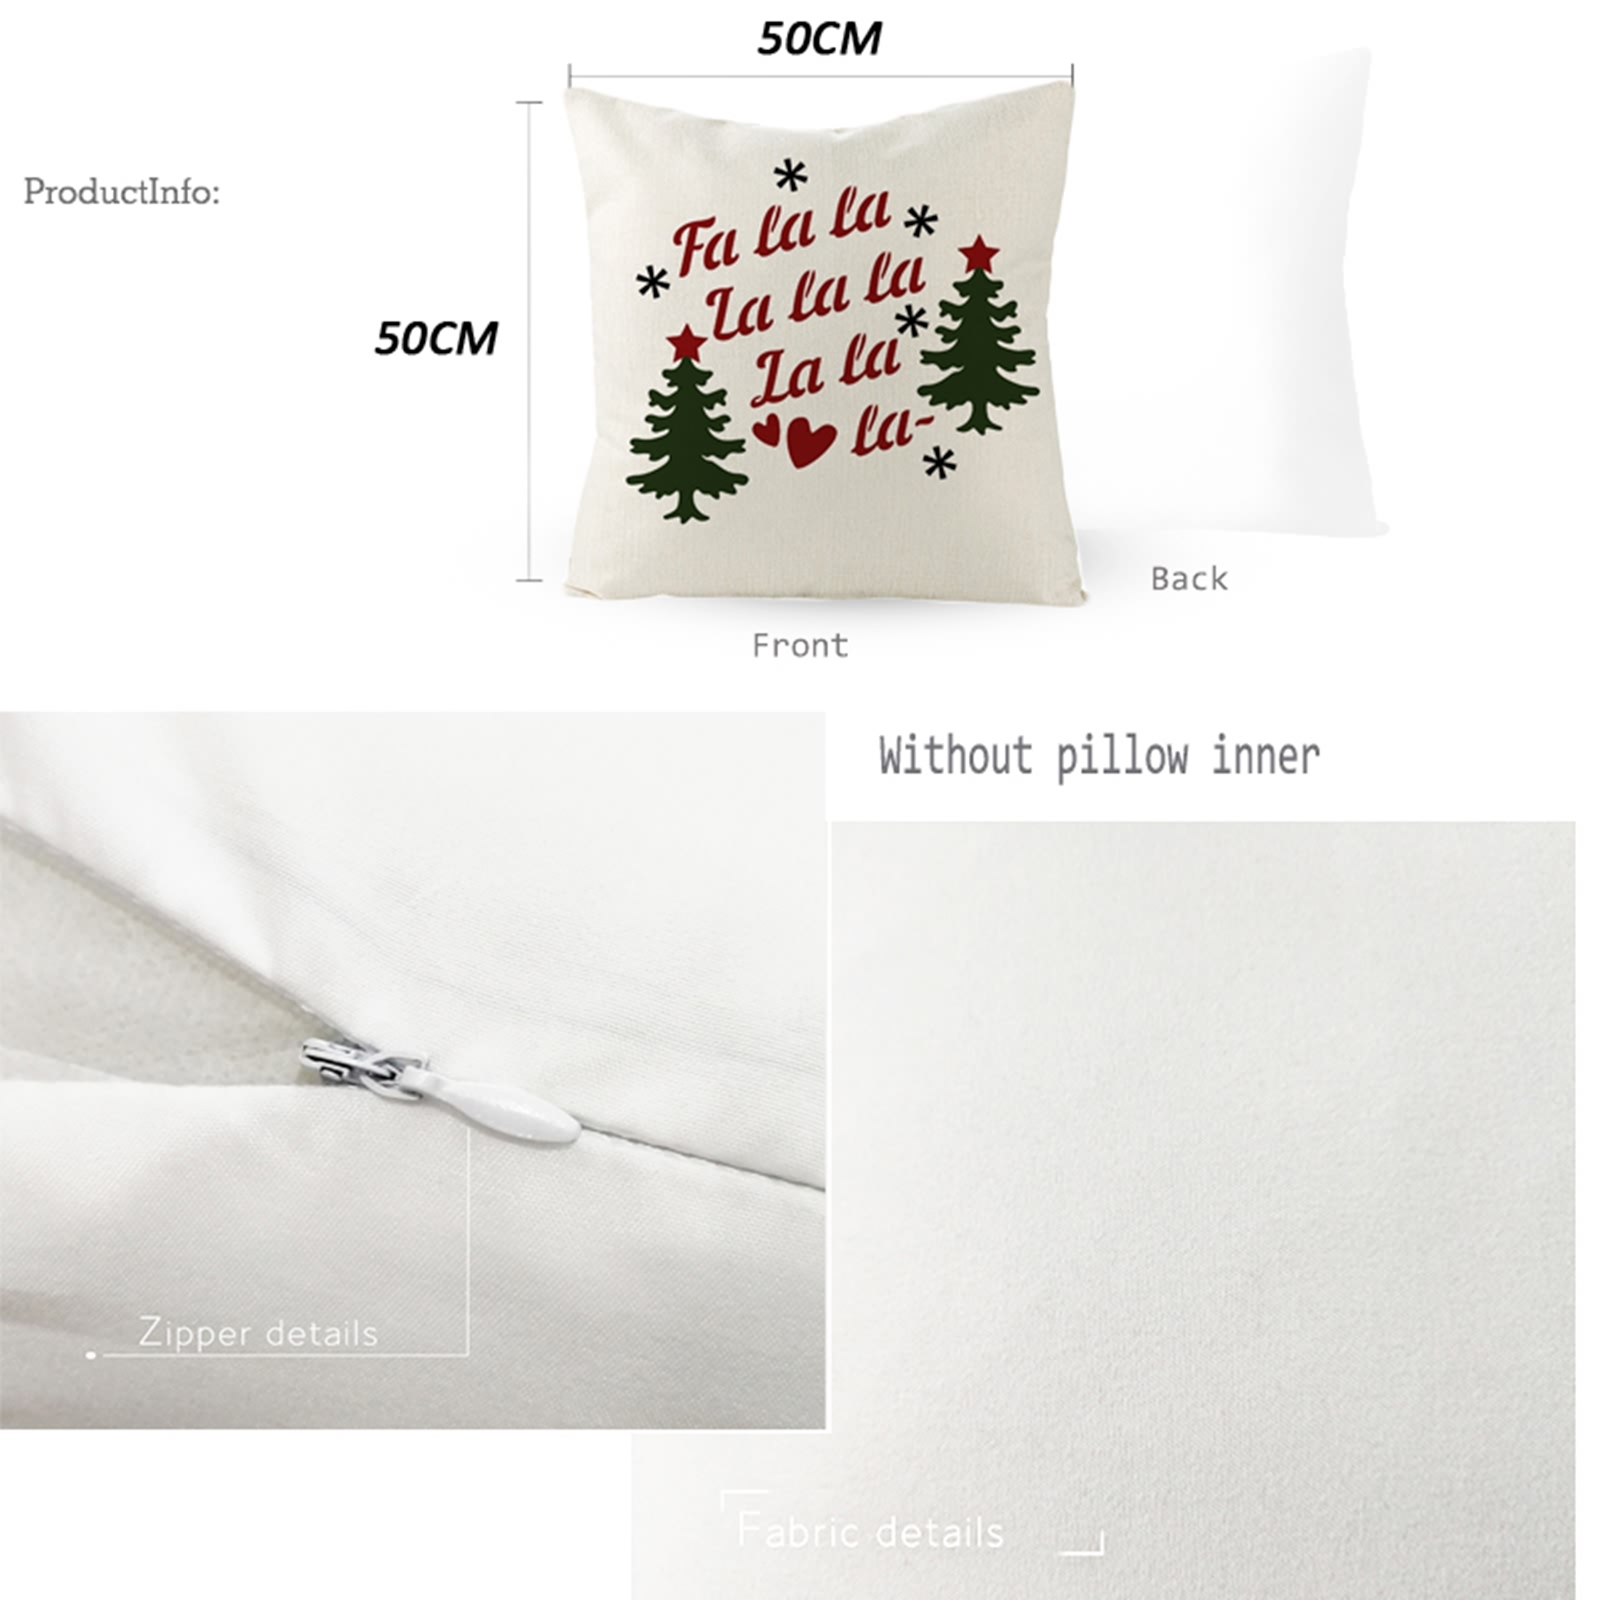 50CM
ProductInfo:
50CM
Fa la la
La la la
La la
la-
Back
Front
Without pillow inner
Zipper details
Fabric details